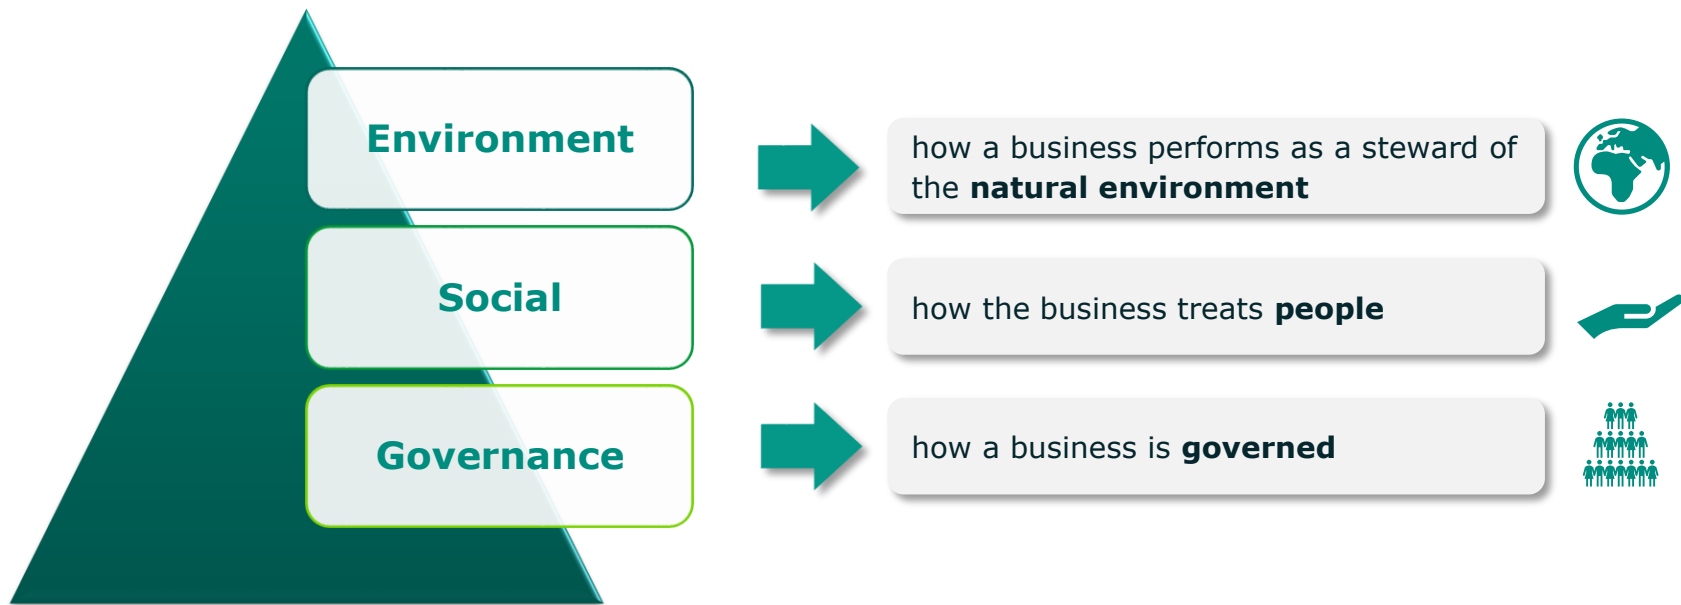 Environment
how a business performs as a steward of
the natural environment
Social
how the business treats people
Governance
how a business is governed